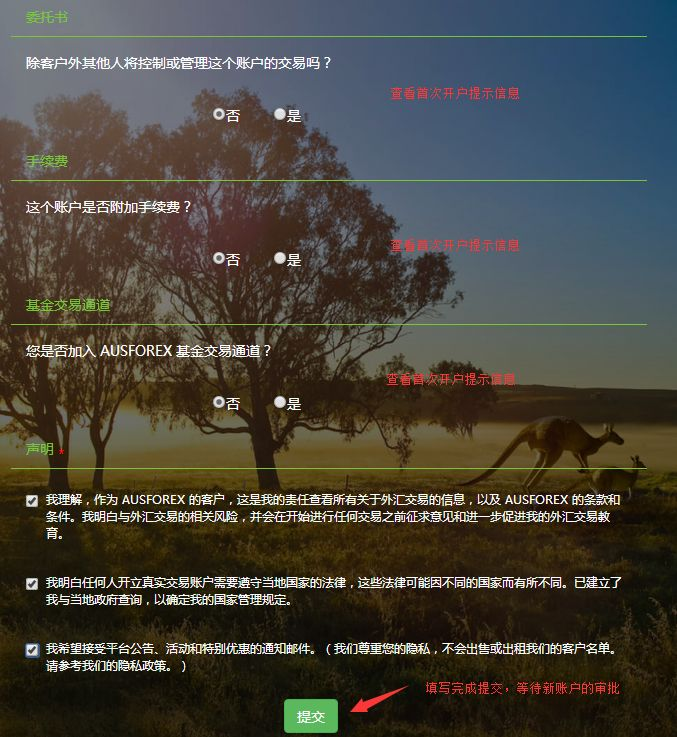 委托书
除客户外其他人将控制或管理这个账户的交易吗？
查看首次开户提示信息
否 是
手续费
这个账户是否附加手续费？
查看首次开户提示信息
否 是
基金交易通道
您是否加入 AUSFOREX 基金交易通道？
查看首次开户提示信息
否 是
声明 *
我理解，作为 AUSFOREX 的客户，这是我的责任查看所有关于外汇交易的信息，以及 AUSFOREX 的条款和
条件。我明白与外汇交易的相关风险，并会在开始进行任何交易之前征求意见和进一步促进我的外汇交易教
育。
我明白任何人开立真实交易账户需要遵守当地国家的法律，这些法律可能因不同的国家而有所不同。已建立了
我与当地政府查询，以确定我的国家管理规定。
我希望接受平台公告、活动和特别优惠的通知邮件。（我们尊重您的隐私，不会出售或出租我们的客户名单。
请参考我们的隐私政策。）
填写完成提交，等待新账户的审批
提交